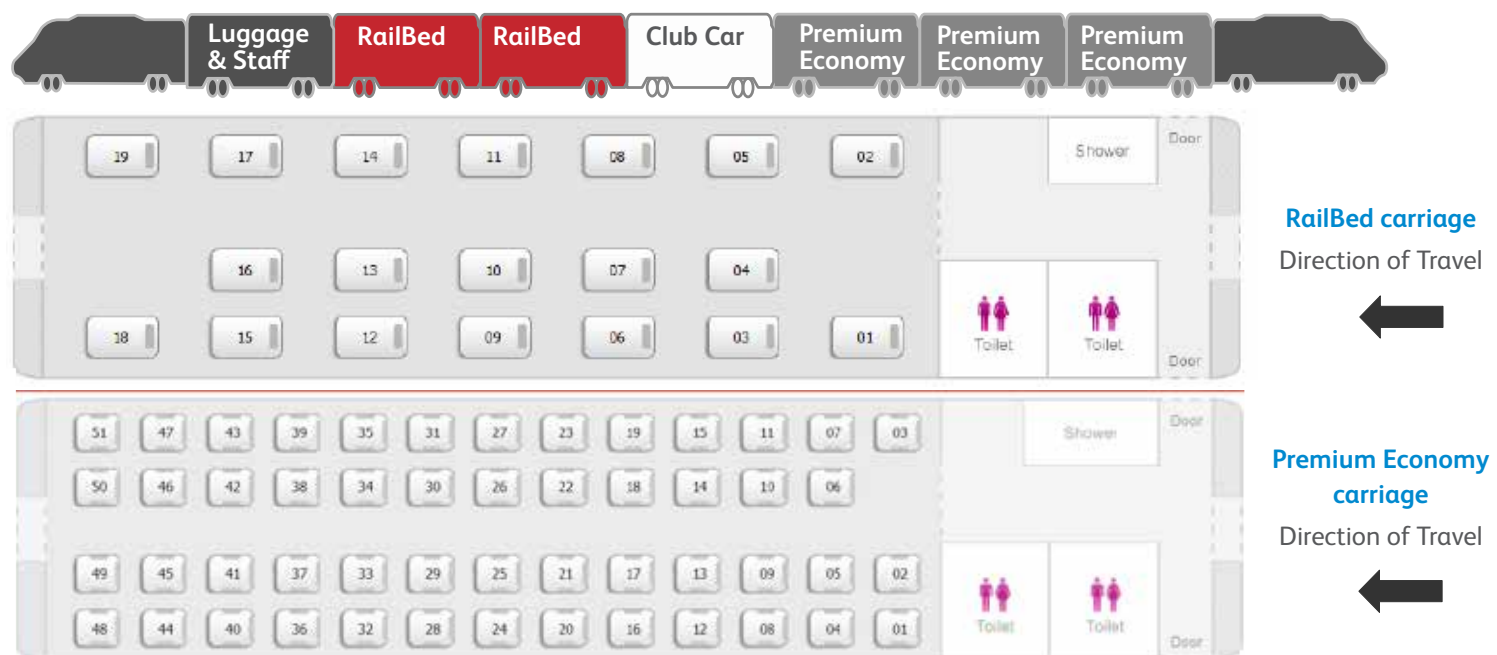 Luggage
& Staff
RailBed
RailBed
Club Car
Premium
Economy
Premium
Economy
Premium
Economy
19 17 14 11 08 05 02
Shower
Door
16 13 10 07 04
18 15 12 09 06 03 01
Toilet
Toilet
Door
RailBed carriage
Direction of Travel
51 47 43 39 35 31 27 23 19 15 11 07 03
Shower
Door
50 46 42 38 34 30 26 22 18 14 10 06
49 45 41 37 33 29 25 21 17 13 09 05 02
48 44 40 36 32 28 24 20 16 12 08 04 01
Toilet
Toilet
Door
Premium Economy
carriage
Direction of Travel